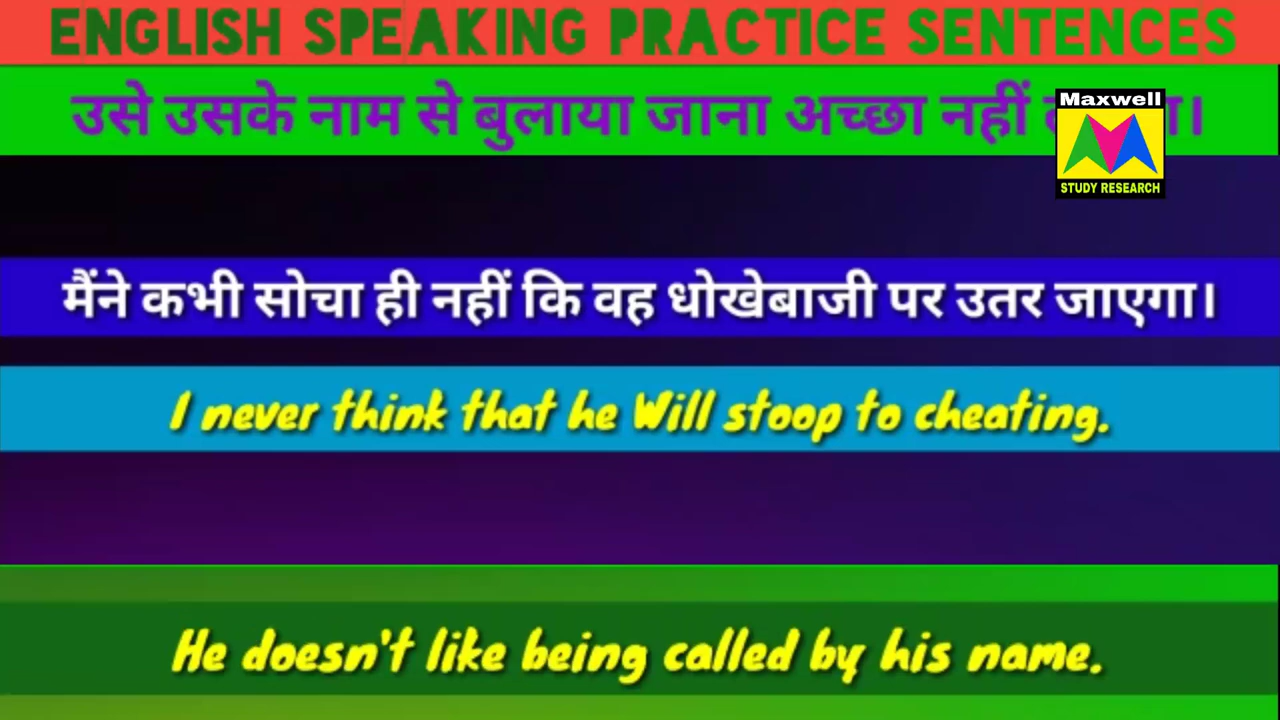 ENGLISH SPEAKING PRACTICE SENTENCES
उसे उसके नाम से बुलाया जाना अच्छा नहीं
Maxwell
STUDY RESEARCH
मैंने कभी सोचा ही नहीं कि वह धोखेबाजी पर उतर जाएगा।
I never think that he Will stoop to cheating.
He doesn't like being called by his name.